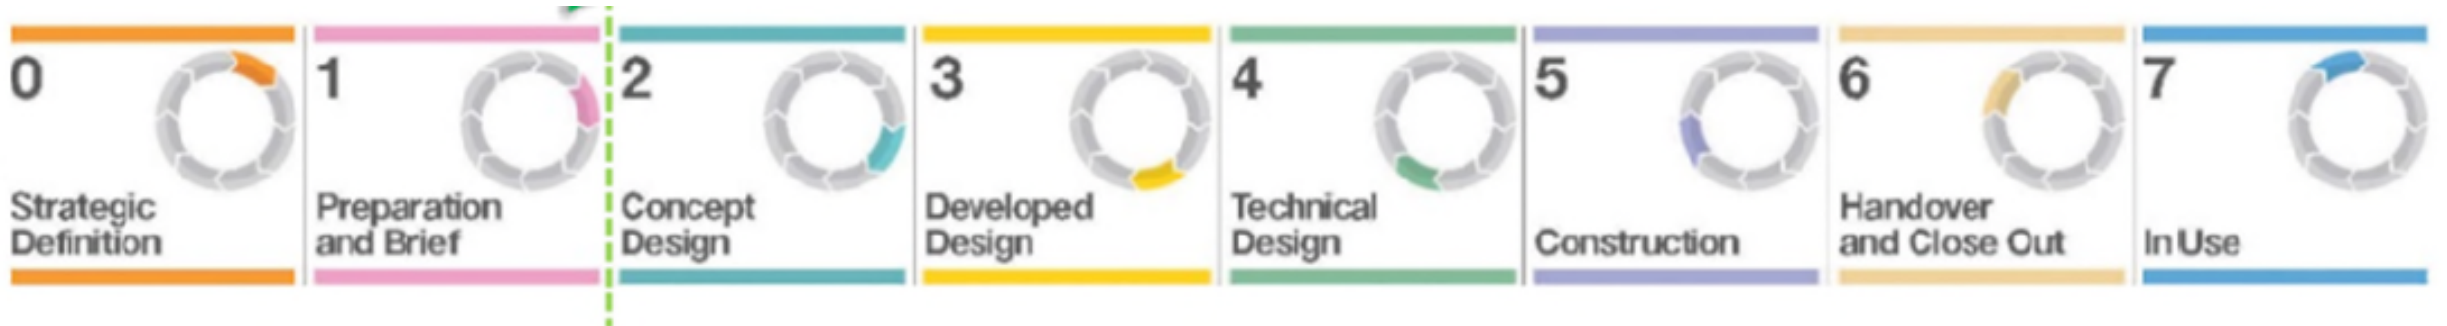 0
Strategic
Definition
1
Preparation
and Brief
2
Concept
Design
3
Developed
Design
4
Technical
Design
5
Construction
6
Handover
and Close Out
7
In Use